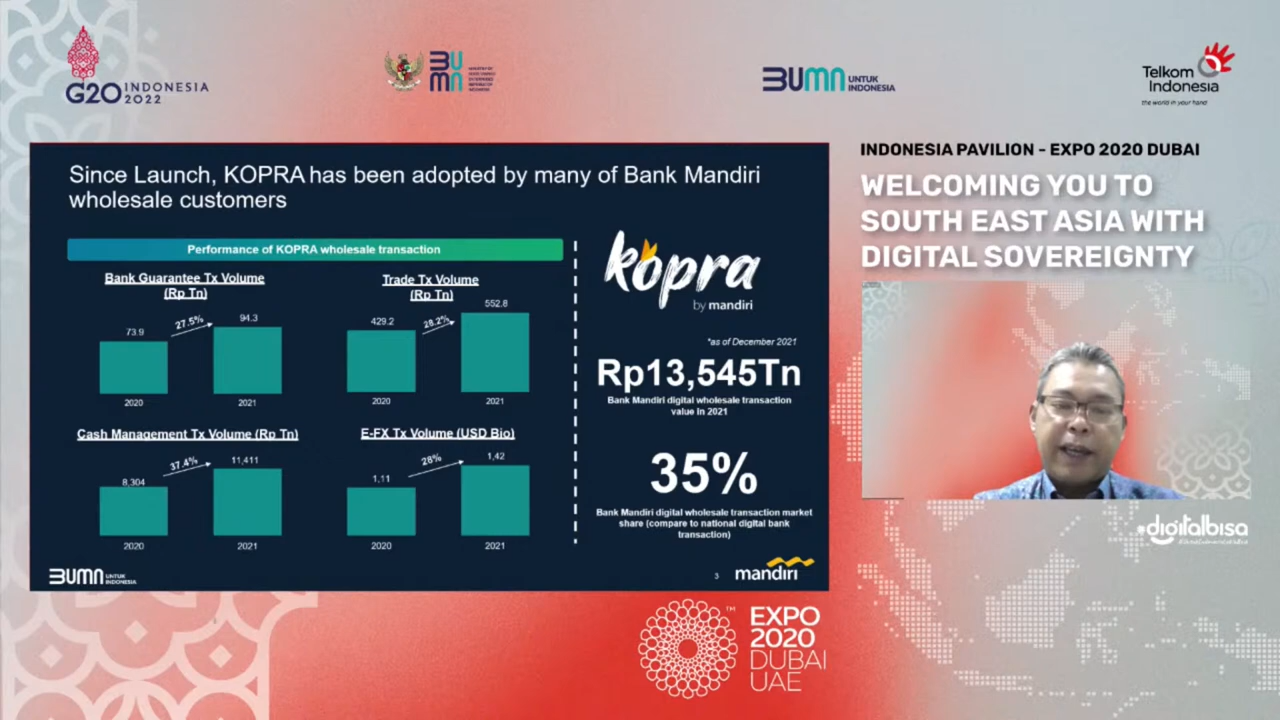 G20 INDONESIA
2022
BUMN
BUMN UNTUK
INDONESIA
Telkom
Indonesia
the world in your hand
INDONESIA PAVILION - EXPO 2020 DUBAI
WELCOMING YOU TO
SOUTH EAST ASIA WITH
DIGITAL SOVEREIGNTY
Since Launch, KOPRA has been adopted by many of Bank Mandiri
wholesale customers
Performance of KOPRA wholesale transaction
Bank Guarantee Tx Volume
(Rp Tn)
73.9
27.5%
94.3
2020
2021
Trade Tx Volume
(Rp Tn)
429.2
28.2%
552.8
2020
2021
Cash Management Tx Volume (Rp Tn)
8,304
37.4%
11,411
2020
2021
E-FX Tx Volume (USD Bio)
1,11
28%
1,42
2020
2021
kopra
by mandiri
*as of December 2021
Rp13,545Tn
Bank Mandiri digital wholesale transaction
value in 2021
35%
Bank Mandiri digital wholesale transaction market
share (compare to national digital bank
transaction)
BUMN UNTUK
INDONESIA
3
mandiri
digitalbisa
EXPO
2020
DUBAI
UAE
TM